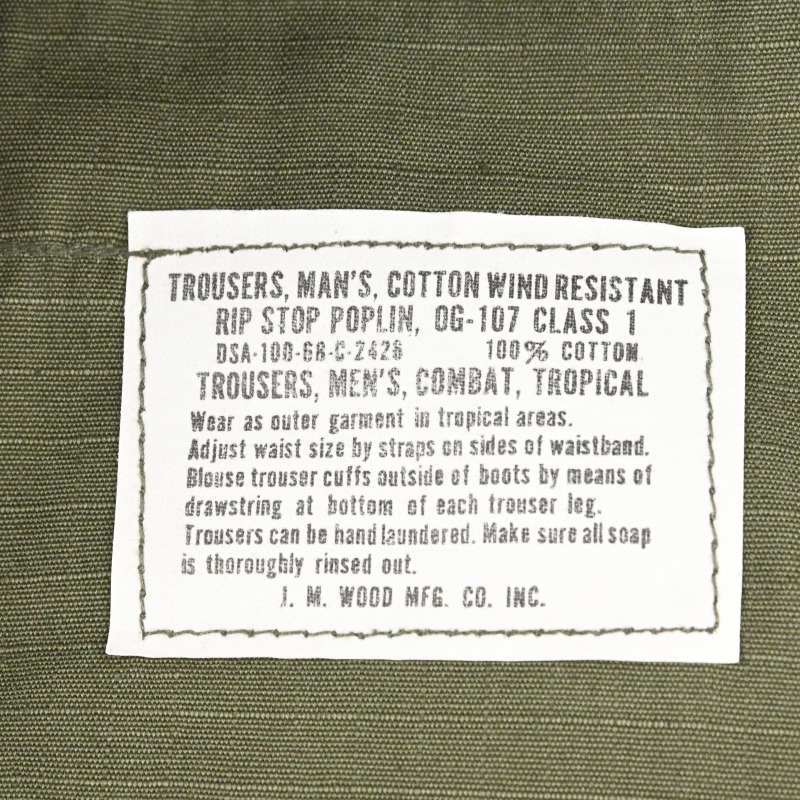 TROUSERS, MAN'S, COTTON WIND RESISTANT
RIP STOP POPLIN, OG-107 CLASS 1
DSA-100-68-C-2428 100% COTTON
TROUSERS, MEN'S, COMBAT, TROPICAL
Wear as outer garment in tropical areas.
Adjust waist size by straps on sides of waistband.
Blouse trouser cuffs outside of boots by means of
drawstring at bottom of each trouser leg.
Trousers can be hand laundered. Make sure all soap
is thoroughly rinsed out.
J. M. WOOD MFG. CO. INC.